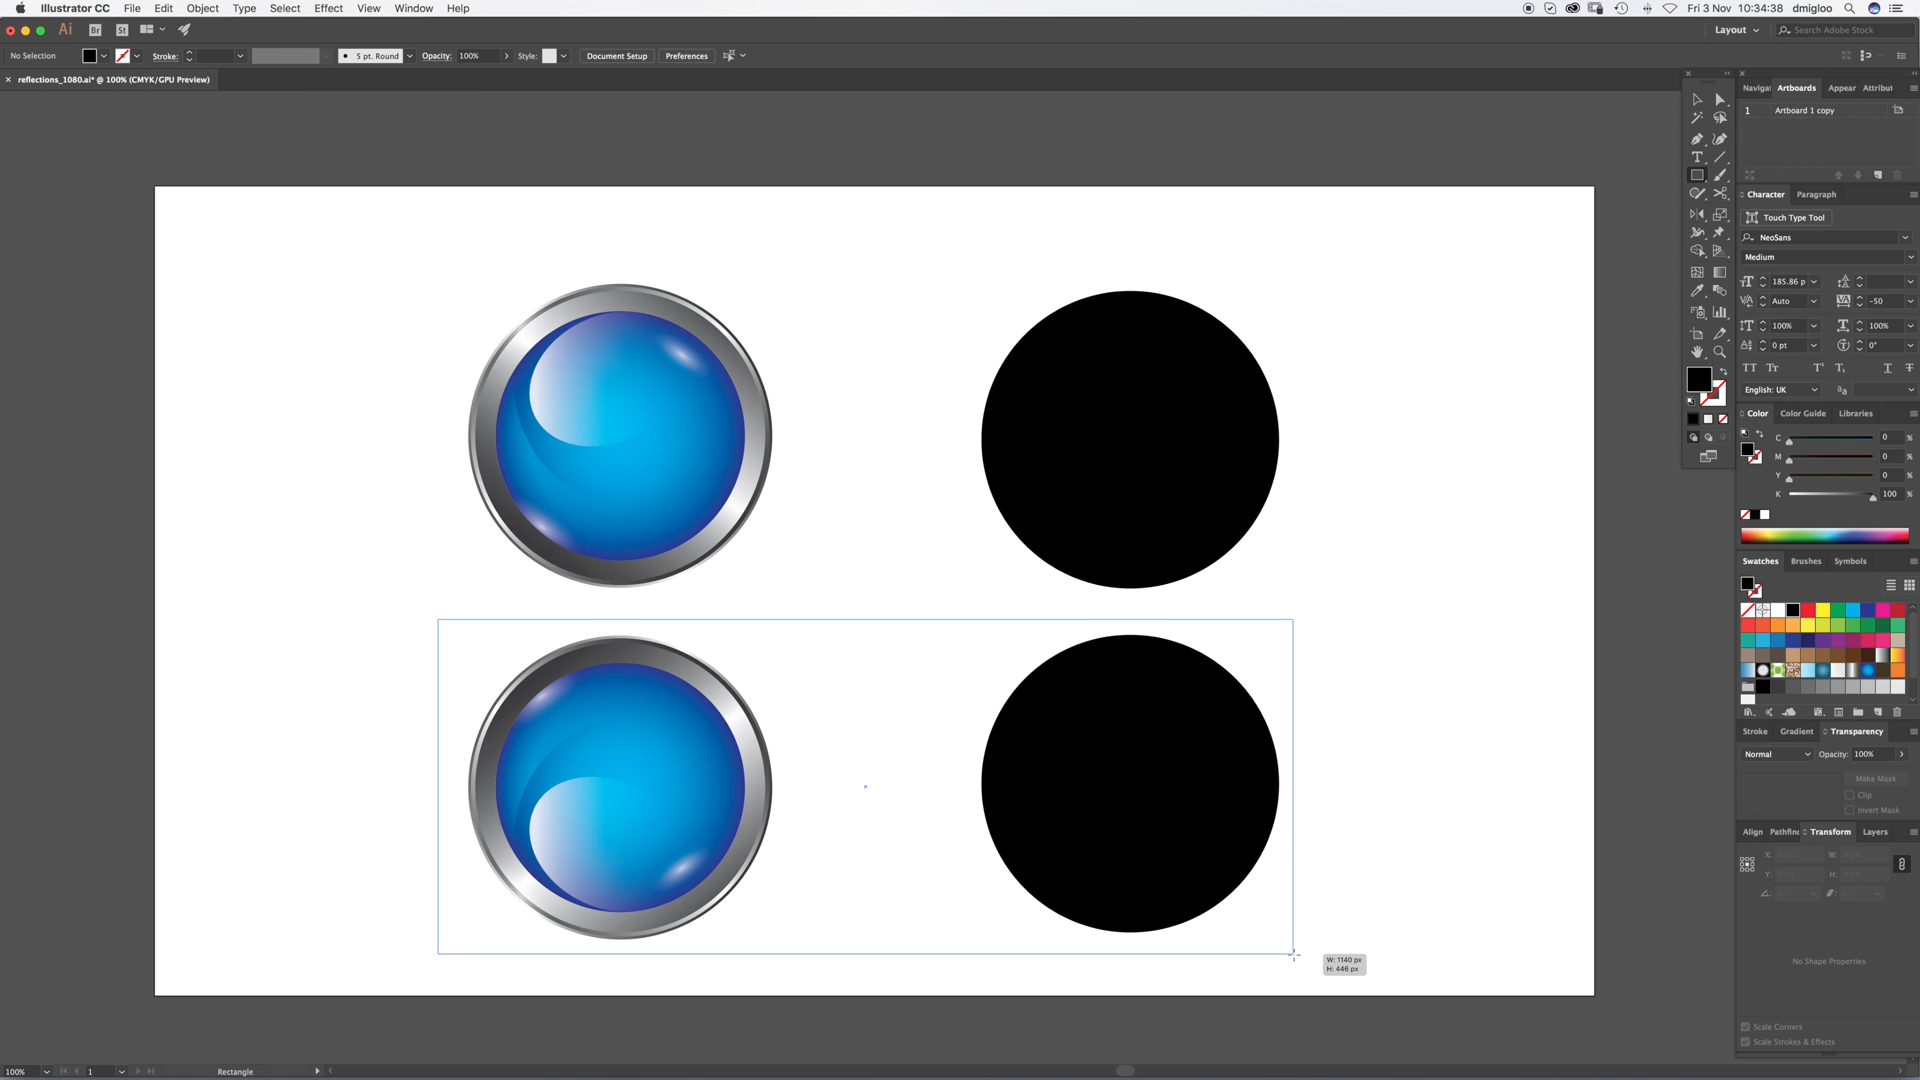 Illustrator CC File Edit Object Type Select Effect View Window Help
Fri 3 Nov 10:34:38 dmigloo
Ai Br St
Layout
Search Adobe Stock
No Selection Stroke: 5 pt. Round Opacity: 100% Style: Document Setup Preferences
× reflections_1080.ai* @ 100% (CMYK/GPU Preview)
Navigat Artboards Appear Attribut
1 Artboard 1 copy
Character Paragraph
Touch Type Tool
NeoSans
Medium
185.86 p
Auto -50
100% 100%
0 pt 0°
English: UK
Color Color Guide Libraries
C 0 %
M 0 %
Y 0 %
K 100 %
Swatches Brushes Symbols
Stroke Gradient Transparency
Normal Opacity: 100%
Make Mask
Clip
Invert Mask
Align Pathfin Transform Layers
X: W:
Y: H:
W: 1140 px
H: 446 px
No Shape Properties
Scale Corners
Scale Strokes & Effects
100% 1 Rectangle